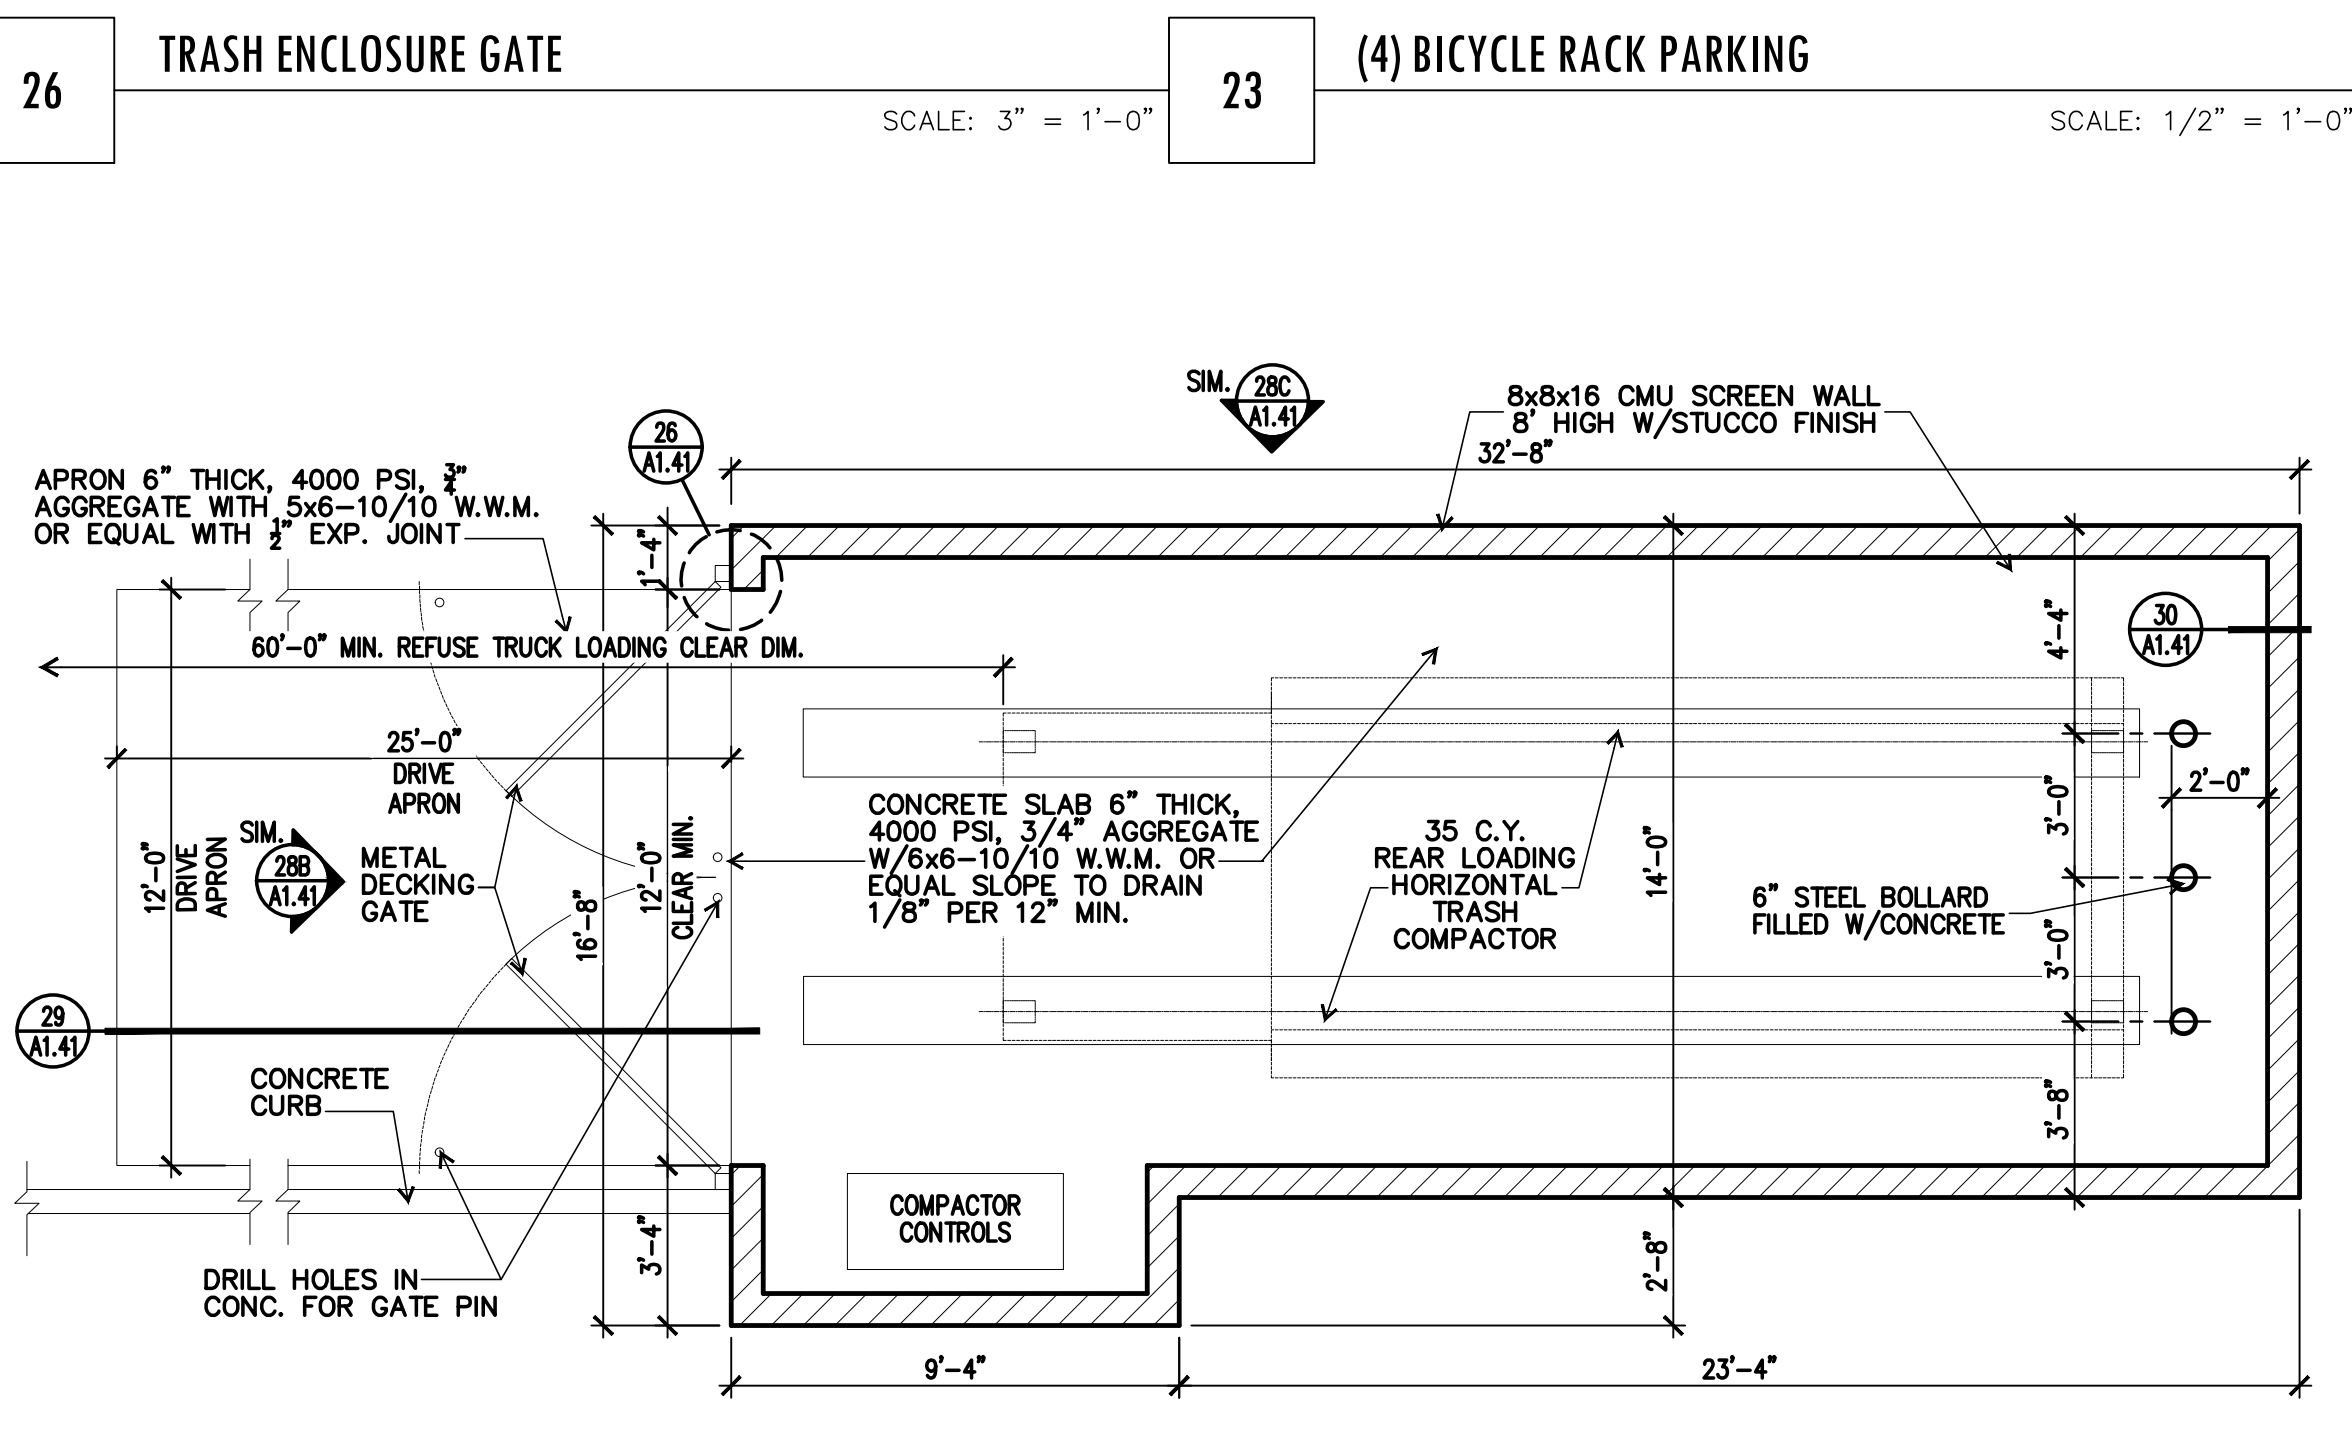 26
TRASH ENCLOSURE GATE
SCALE: 3" = 1'-0"
23
(4) BICYCLE RACK PARKING
SCALE: 1/2" = 1'-0"
SIM.
28C
A1.41
8x8x16 CMU SCREEN WALL
8' HIGH W/STUCCO FINISH
32'-8"
26
A1.41
APRON 6" THICK, 4000 PSI, 3/4"
AGGREGATE WITH 5x6-10/10 W.W.M.
OR EQUAL WITH 1/2" EXP. JOINT
1'-4"
60'-0" MIN. REFUSE TRUCK LOADING CLEAR DIM.
4'-4"
30
A1.41
25'-0"
DRIVE
APRON
12'-0"
DRIVE
APRON
SIM.
28B
A1.41
METAL
DECKING
GATE
16'-8"
12'-0"
CLEAR MIN.
CONCRETE SLAB 6" THICK,
4000 PSI, 3/4" AGGREGATE
W/6x6-10/10 W.W.M. OR
EQUAL SLOPE TO DRAIN
1/8" PER 12" MIN.
35 C.Y.
REAR LOADING
HORIZONTAL
TRASH
COMPACTOR
14'-0"
6" STEEL BOLLARD
FILLED W/CONCRETE
3'-0"
2'-0"
3'-0"
3'-8"
29
A1.41
CONCRETE
CURB
COMPACTOR
CONTROLS
3'-4"
2'-8"
DRILL HOLES IN
CONC. FOR GATE PIN
9'-4"
23'-4"